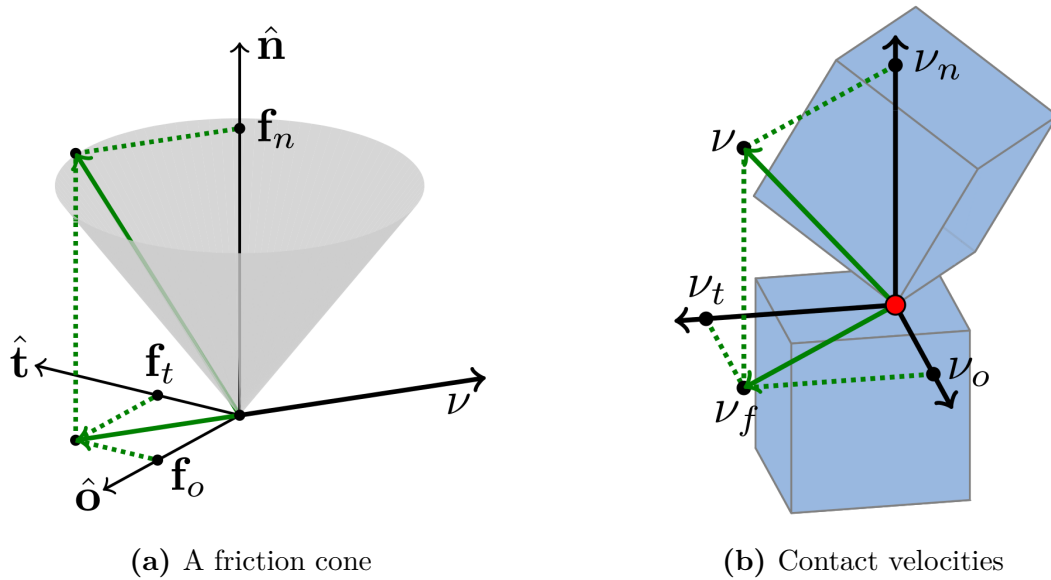 n̂
f_n
t̂
f_t
ν
ô
f_o
(a) A friction cone
ν_n
ν
ν_t
ν_o
ν_f
(b) Contact velocities